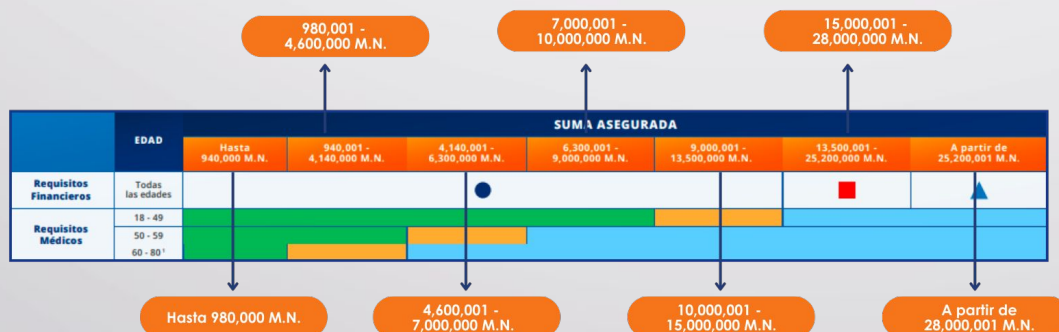 980,001 -
4,600,000 M.N.
7,000,001 -
10,000,000 M.N.
15,000,001 -
28,000,000 M.N.
EDAD
SUMA ASEGURADA
Hasta
940,000 M.N.
940,001 -
4,140,000 M.N.
4,140,001 -
6,300,000 M.N.
6,300,001 -
9,000,000 M.N.
9,000,001 -
13,500,000 M.N.
13,500,001 -
25,200,000 M.N.
A partir de
25,200,001 M.N.
Requisitos
Financieros
Todas
las edades
Requisitos
Médicos
18 - 49
50 - 59
60 - 80¹
Hasta 980,000 M.N.
4,600,001 -
7,000,000 M.N.
10,000,001 -
15,000,000 M.N.
A partir de
28,000,001 M.N.